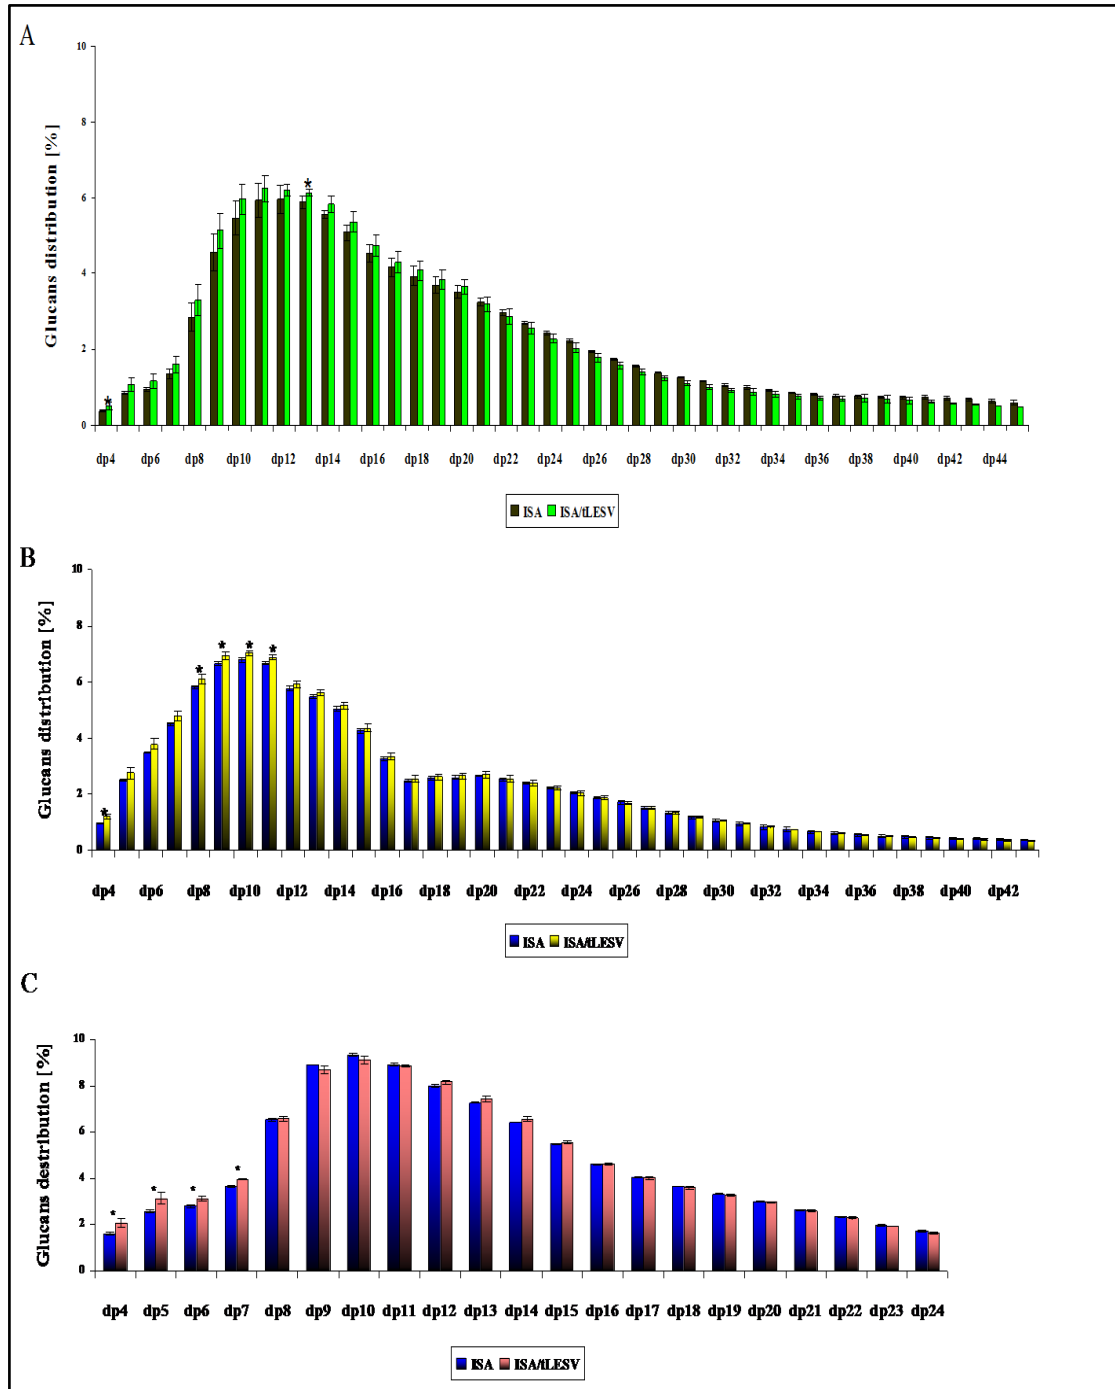 A
Glucans distribution [%]
10
8
6
4
2
0
*
*
dp4 dp6 dp8 dp10 dp12 dp14 dp16 dp18 dp20 dp22 dp24 dp26 dp28 dp30 dp32 dp34 dp36 dp38 dp40 dp42 dp44
ISA ISA/tLESV
B
Glucans distribution [%]
10
8
6
4
2
0
* * * * *
dp4 dp6 dp8 dp10 dp12 dp14 dp16 dp18 dp20 dp22 dp24 dp26 dp28 dp30 dp32 dp34 dp36 dp38 dp40 dp42
ISA ISA/tLESV
C
Glucans destribution [%]
10
8
6
4
2
0
* * * *
dp4 dp5 dp6 dp7 dp8 dp9 dp10 dp11 dp12 dp13 dp14 dp15 dp16 dp17 dp18 dp19 dp20 dp21 dp22 dp23 dp24
ISA ISA/tLESV